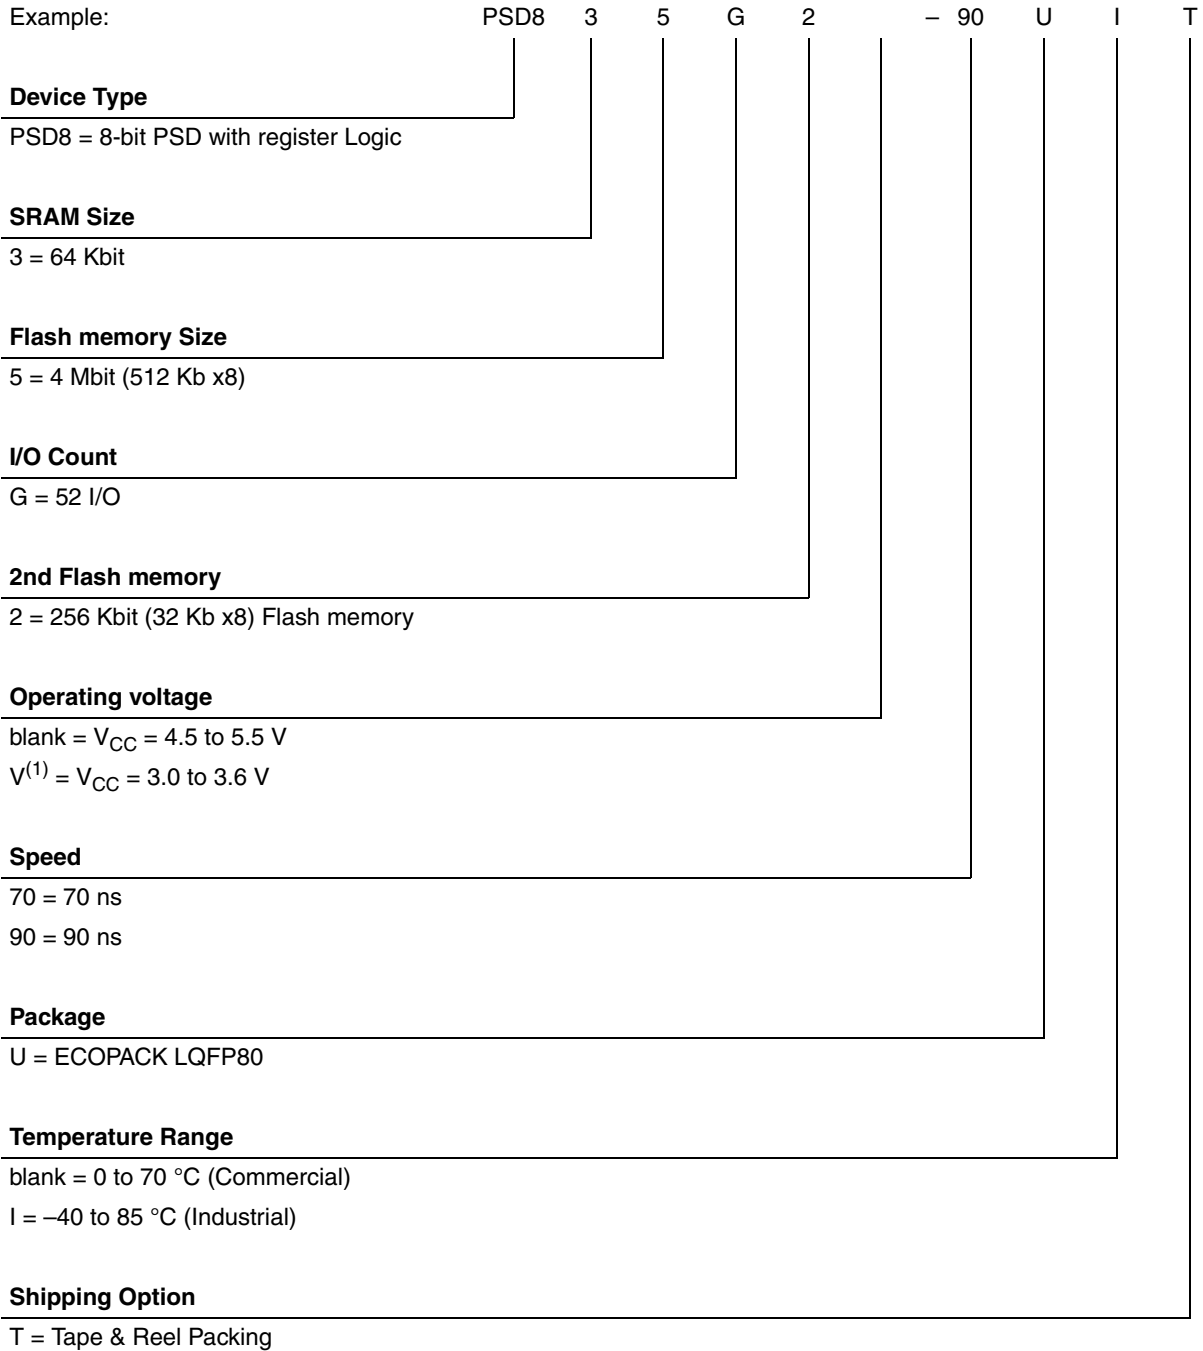 Example: PSD8 3 5 G 2 – 90 U I T
Device Type
PSD8 = 8-bit PSD with register Logic
SRAM Size
3 = 64 Kbit
Flash memory Size
5 = 4 Mbit (512 Kb x8)
I/O Count
G = 52 I/O
2nd Flash memory
2 = 256 Kbit (32 Kb x8) Flash memory
Operating voltage
blank = VCC = 4.5 to 5.5 V
V(1) = VCC = 3.0 to 3.6 V
Speed
70 = 70 ns
90 = 90 ns
Package
U = ECOPACK LQFP80
Temperature Range
blank = 0 to 70 °C (Commercial)
I = –40 to 85 °C (Industrial)
Shipping Option
T = Tape & Reel Packing